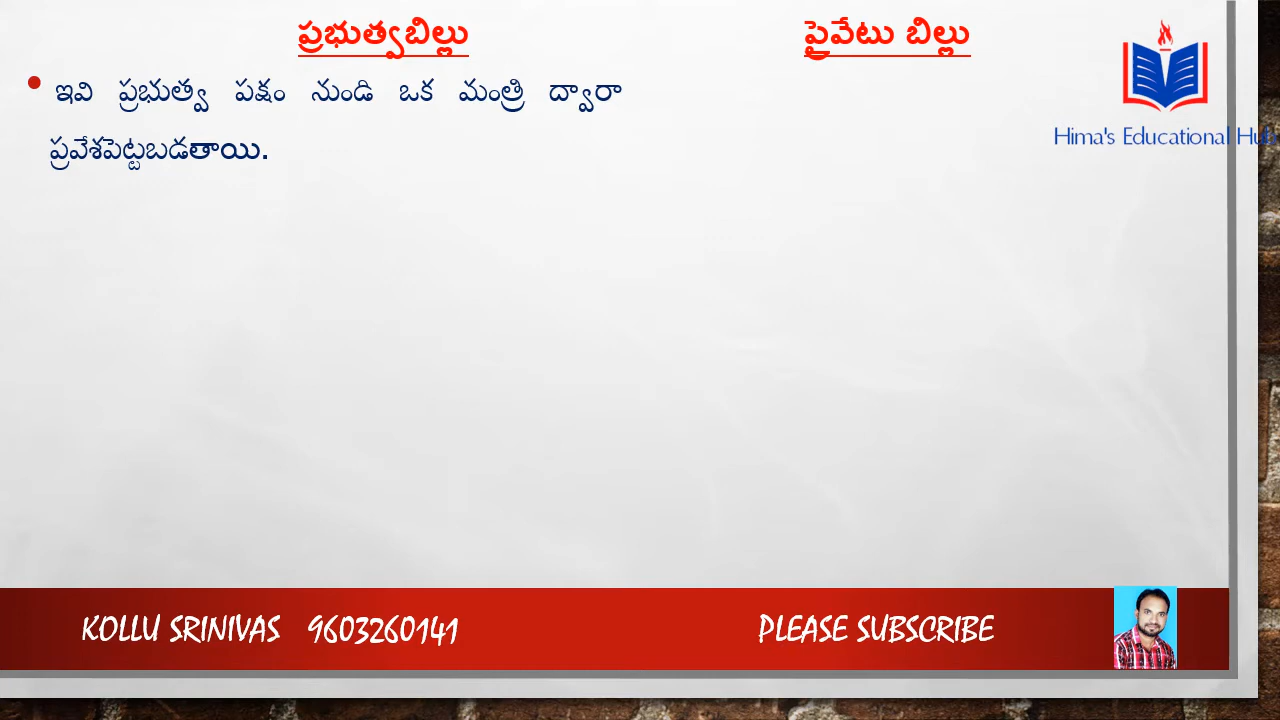 ప్రభుత్వబిల్లు
ప్రైవేటు బిల్లు
ఇవి ప్రభుత్వ పక్షం నుండి ఒక మంత్రి ద్వారా
ప్రవేశపెట్టబడతాయి.
Hima's Educational Hub
KOLLU SRINIVAS 9603260141
PLEASE SUBSCRIBE